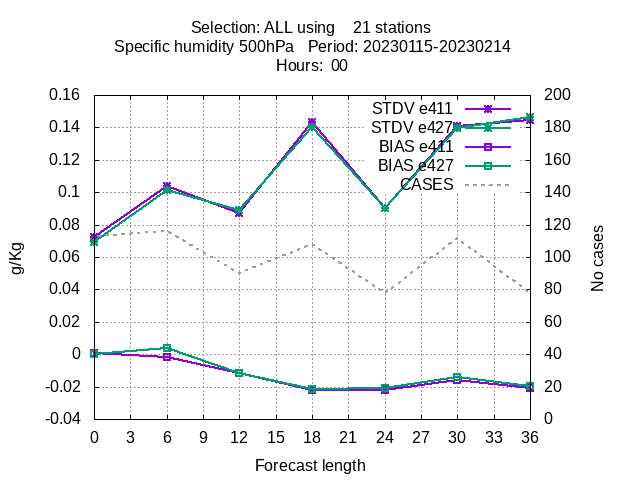 Selection: ALL using    21 stations
Specific humidity 500hPa   Period: 20230115-20230214
Hours:  00
0.16
0.14
0.12
0.1
0.08
0.06
0.04
0.02
0
-0.02
-0.04
g/Kg
STDV e411
STDV e427
BIAS e411
BIAS e427
CASES
200
180
160
140
120
100
80
60
40
20
0
No cases
0 3 6 9 12 15 18 21 24 27 30 33 36
Forecast length